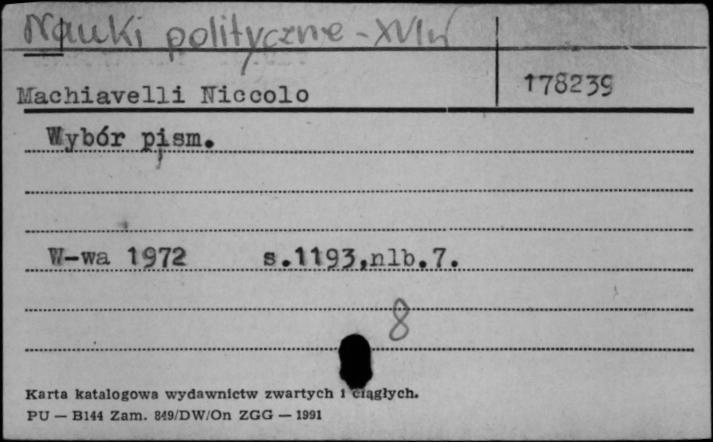 Nauki polityczne - XVIw
Machiavelli Niccolo
178239
Wybór pism.
W-wa 1972 s.1193,nlb.7.
8
Karta katalogowa wydawnictw zwartych i ciągłych.
PU — B144 Zam. 849/DW/On ZGG — 1991